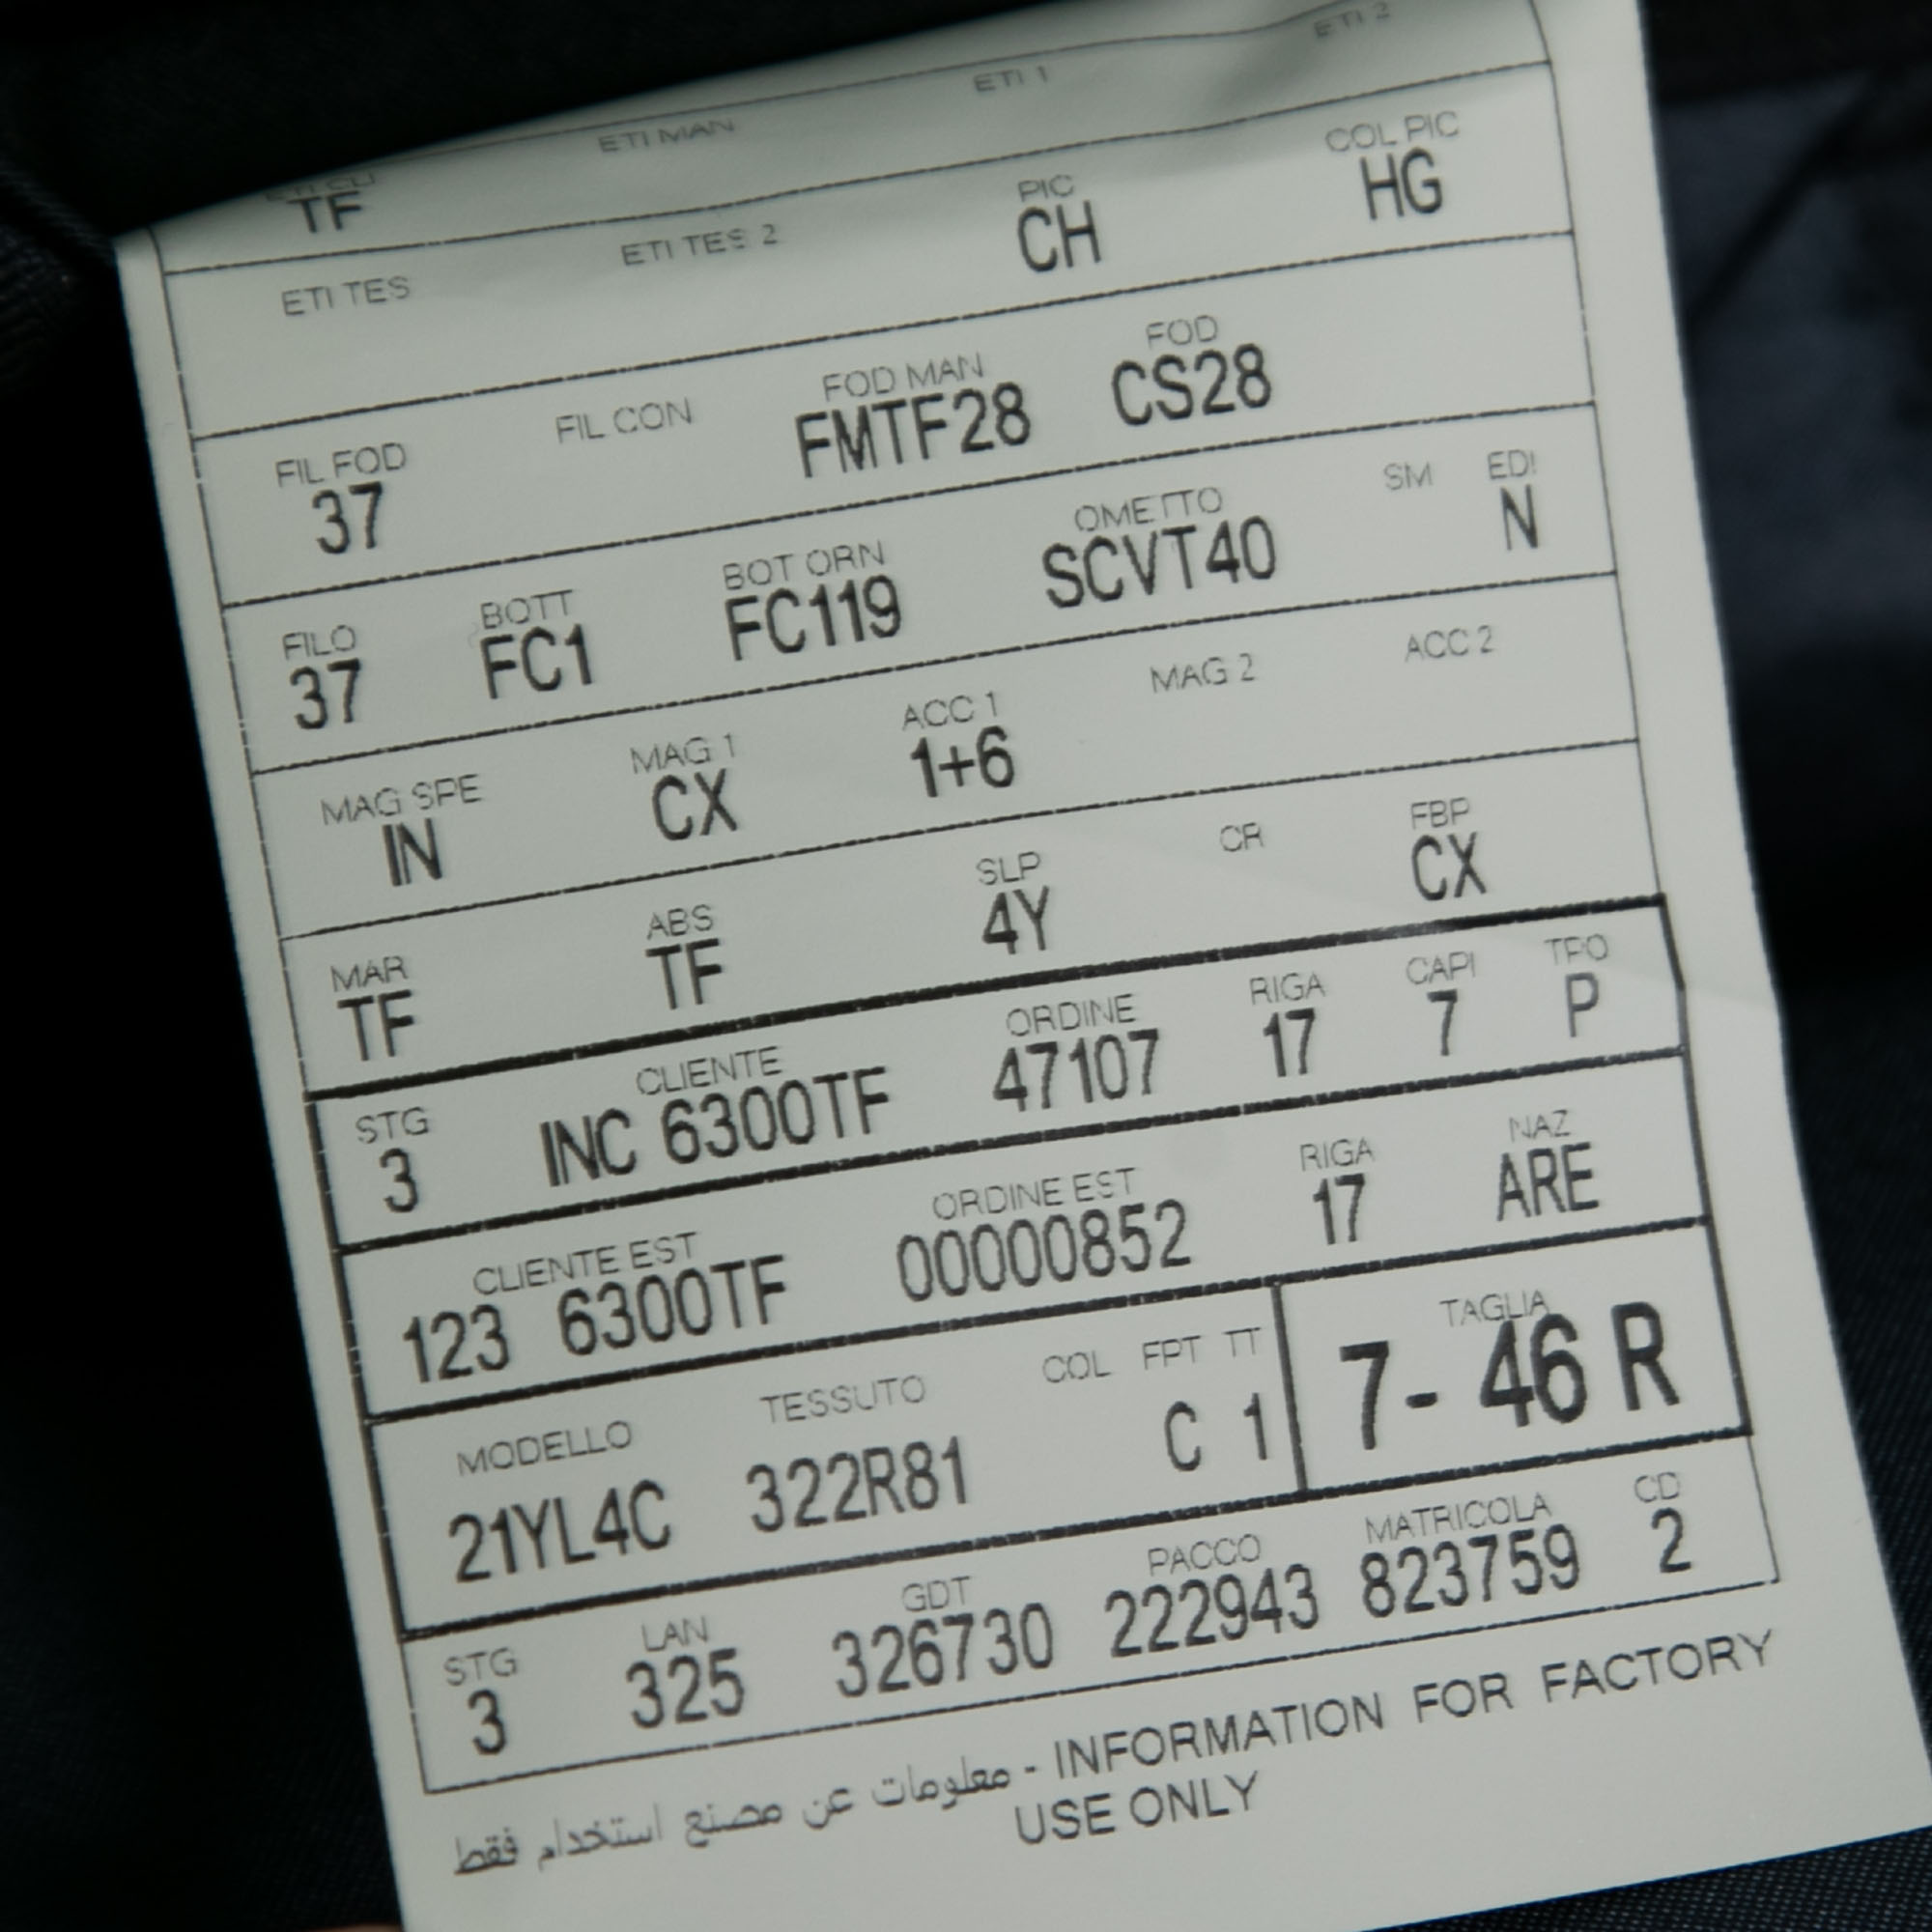 ETI MAN ETI 1 ETI 2
TF
ETI TES ETI TES 2 PIC COL PIC
CH HG
FIL FOD FIL CON FOD MAN FOD
37 FMTF28 CS28
FILO BOTT BOT ORN OMETTO SM EDI
37 FC1 FC119 SCVT40 N
MAG SPE MAG 1 ACC 1 MAG 2 ACC 2
IN CX 1+6
MAR ABS SLP CR FBP
TF TF 4Y CX
STG CLIENTE ORDINE RIGA CAPI TPO
3 INC 6300TF 47107 17 7 P
CLIENTE EST ORDINE EST RIGA NAZ
123 6300TF 00000852 17 ARE
MODELLO TESSUTO COL FPT TT TAGLIA
21YL4C 322R81 C 1 7- 46 R
STG LAN GDT PACCO MATRICOLA CD
3 325 326730 222943 823759 2
معلومات عن مصنع استخدام فقط - INFORMATION FOR FACTORY
USE ONLY